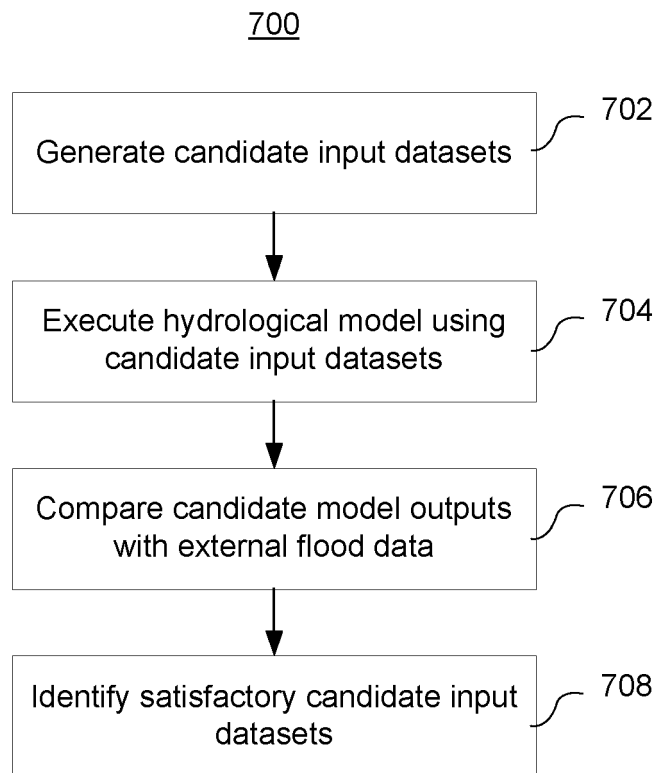 700
702
Generate candidate input datasets
704
Execute hydrological model using
candidate input datasets
706
Compare candidate model outputs
with external flood data
708
Identify satisfactory candidate input
datasets